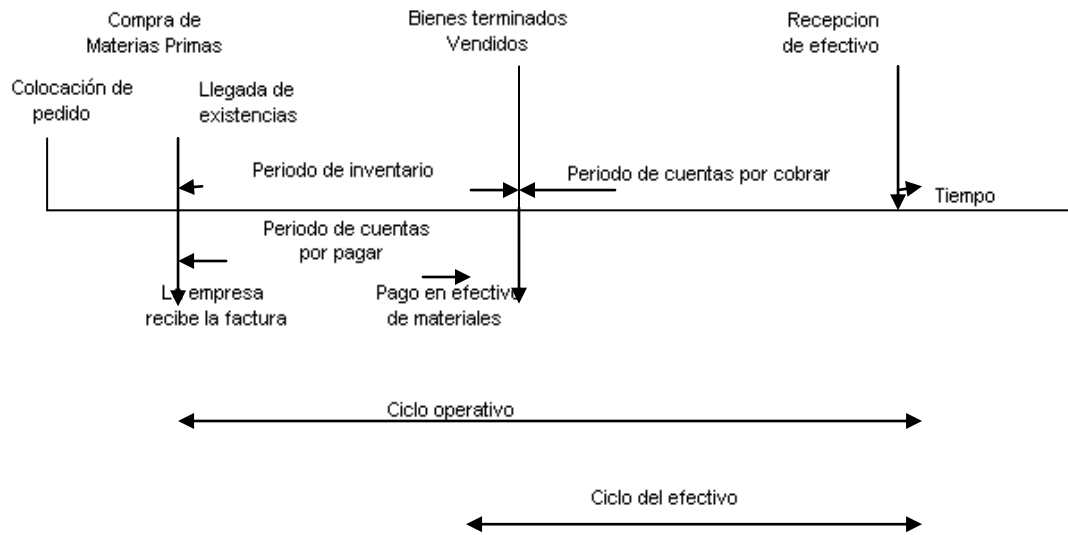 Compra de
Materias Primas
Bienes terminados
Vendidos
Recepcion
de efectivo
Colocación de
pedido
Llegada de
existencias
Periodo de inventario
Periodo de cuentas por cobrar
Tiempo
Periodo de cuentas
por pagar
La empresa
recibe la factura
Pago en efectivo
de materiales
Ciclo operativo
Ciclo del efectivo